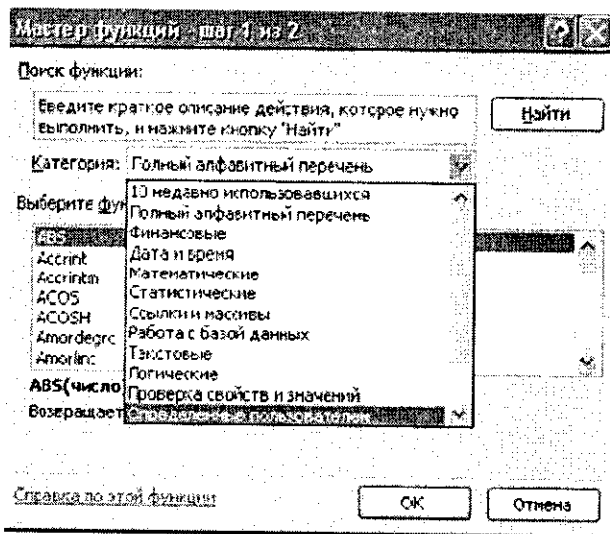 Мастер функций - шаг 1 из 2
Поиск функции:
Введите краткое описание действия, которое нужно
выполнить, и нажмите кнопку "Найти"
Найти
Категория: Полный алфавитный перечень
10 недавно использовавшихся
Полный алфавитный перечень
Финансовые
Дата и время
Математические
Статистические
Ссылки и массивы
Работа с базой данных
Текстовые
Логические
Проверка свойств и значений
Определенные пользователем
Выберите фун
ABS
Accrint
Accrintm
ACOS
ACOSH
Amordegrc
Amorlinc
ABS(число
Возвращает
Справка по этой функции
ОК
Отмена